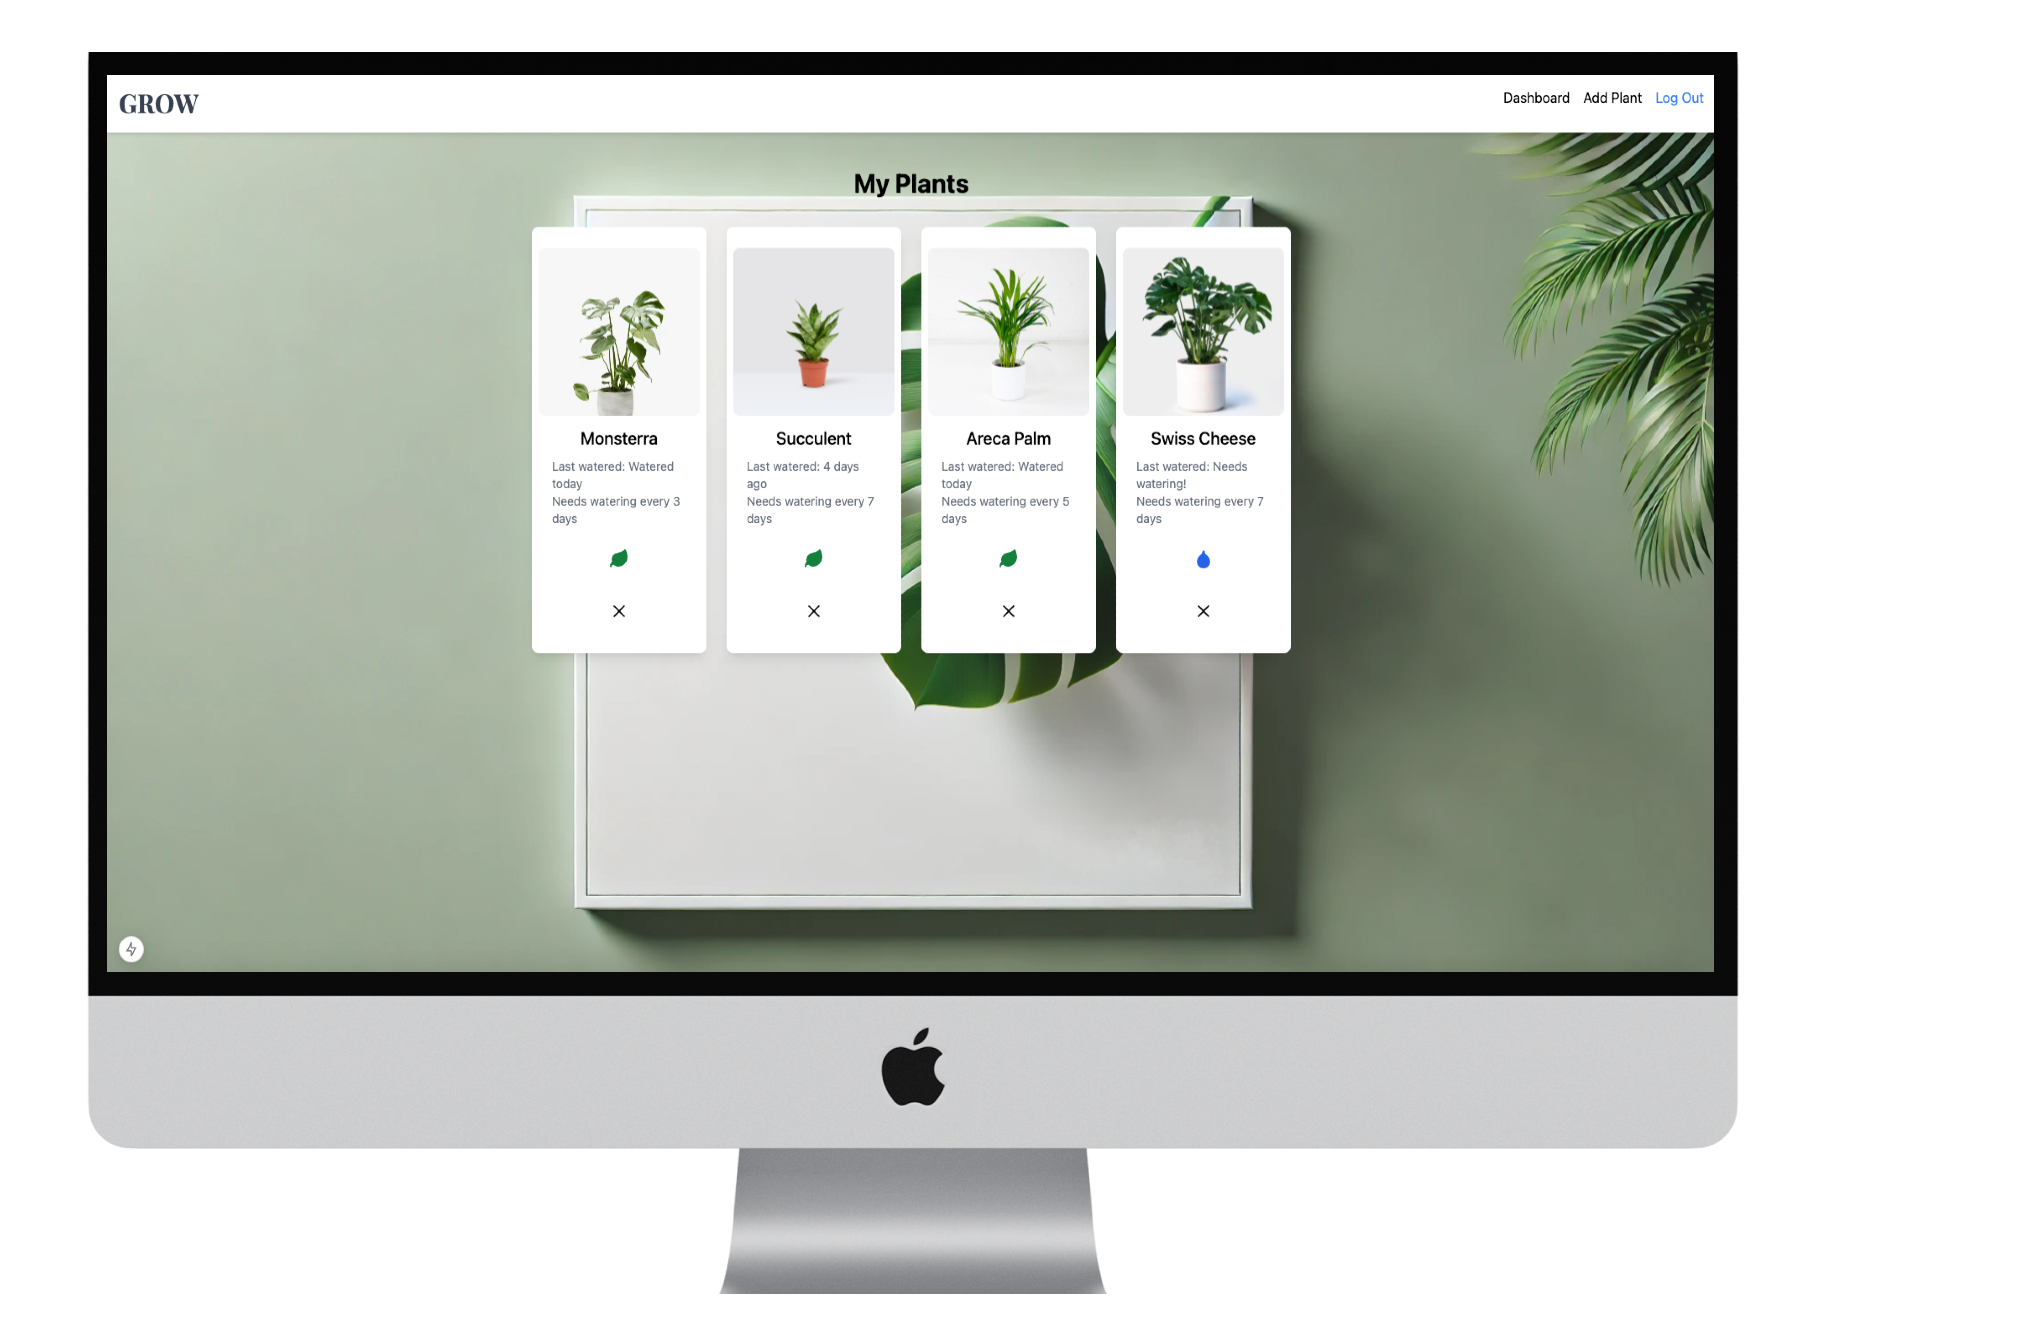 GROW
Dashboard Add Plant Log Out
My Plants
Monsterra
Last watered: Watered
today
Needs watering every 3
days
Succulent
Last watered: 4 days
ago
Needs watering every 7
days
Areca Palm
Last watered: Watered
today
Needs watering every 5
days
Swiss Cheese
Last watered: Needs
watering!
Needs watering every 7
days